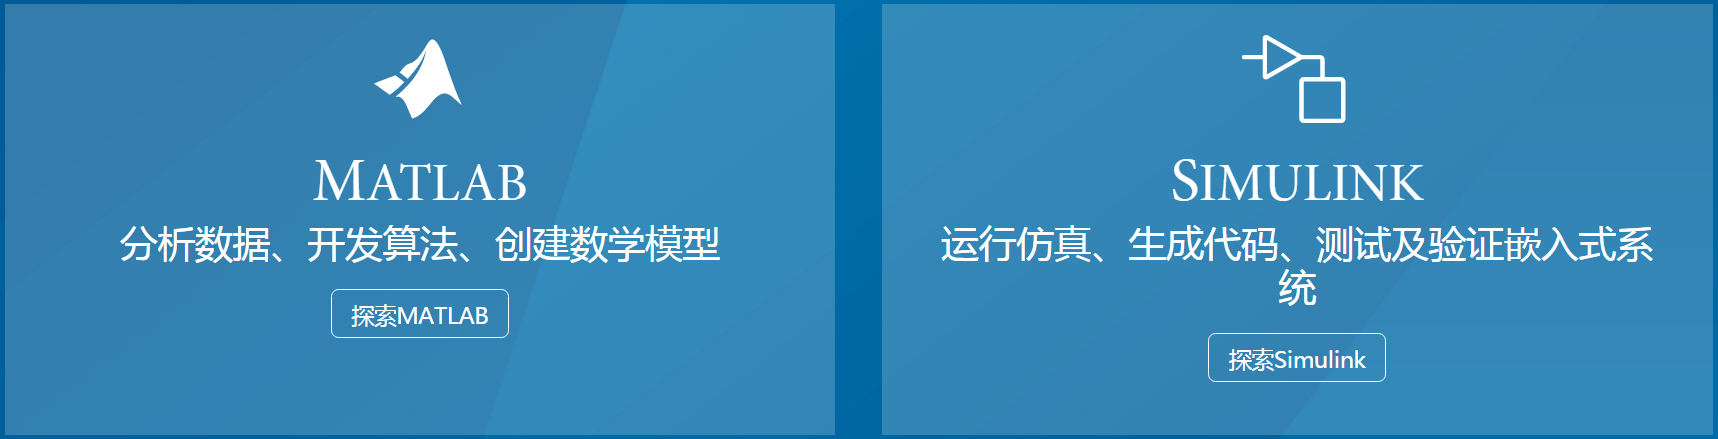 MATLAB
分析数据、开发算法、创建数学模型
探索MATLAB
SIMULINK
运行仿真、生成代码、测试及验证嵌入式系
统
探索Simulink